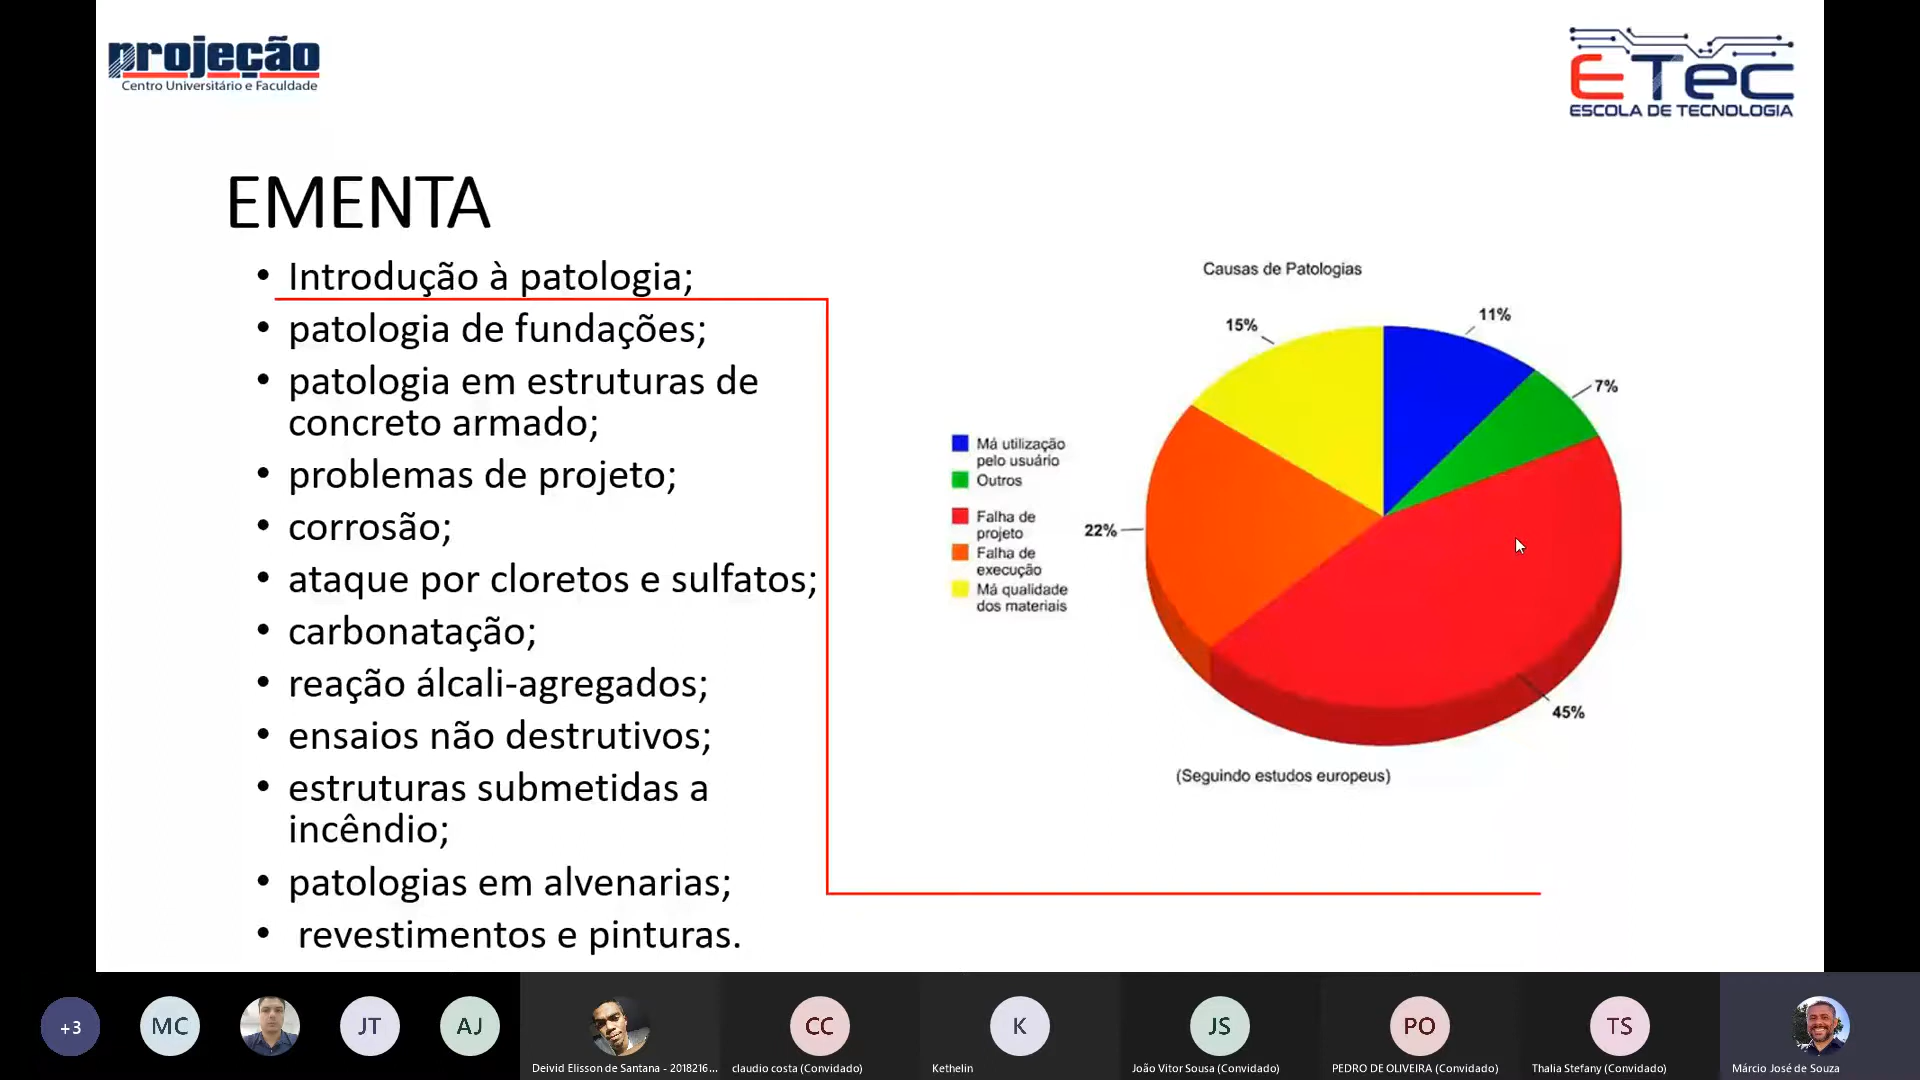 projeção
Centro Universitário e Faculdade
ETEC
ESCOLA DE TECNOLOGIA
EMENTA
• Introdução à patologia;
• patologia de fundações;
• patologia em estruturas de
concreto armado;
• problemas de projeto;
• corrosão;
• ataque por cloretos e sulfatos;
• carbonatação;
• reação álcali-agregados;
• ensaios não destrutivos;
• estruturas submetidas a
incêndio;
• patologias em alvenarias;
• revestimentos e pinturas.
Causas de Patologias
15%
11%
7%
22%
45%
Má utilização
pelo usuário
Outros
Falha de
projeto
Falha de
execução
Má qualidade
dos materiais
(Seguindo estudos europeus)
+3
MC
JT
AJ
CC
K
JS
PO
TS
Deivid Elisson de Santana - 2018216...
claudio costa (Convidado)
Kethelin
João Vitor Sousa (Convidado)
PEDRO DE OLIVEIRA (Convidado)
Thalia Stefany (Convidado)
Márcio José de Souza